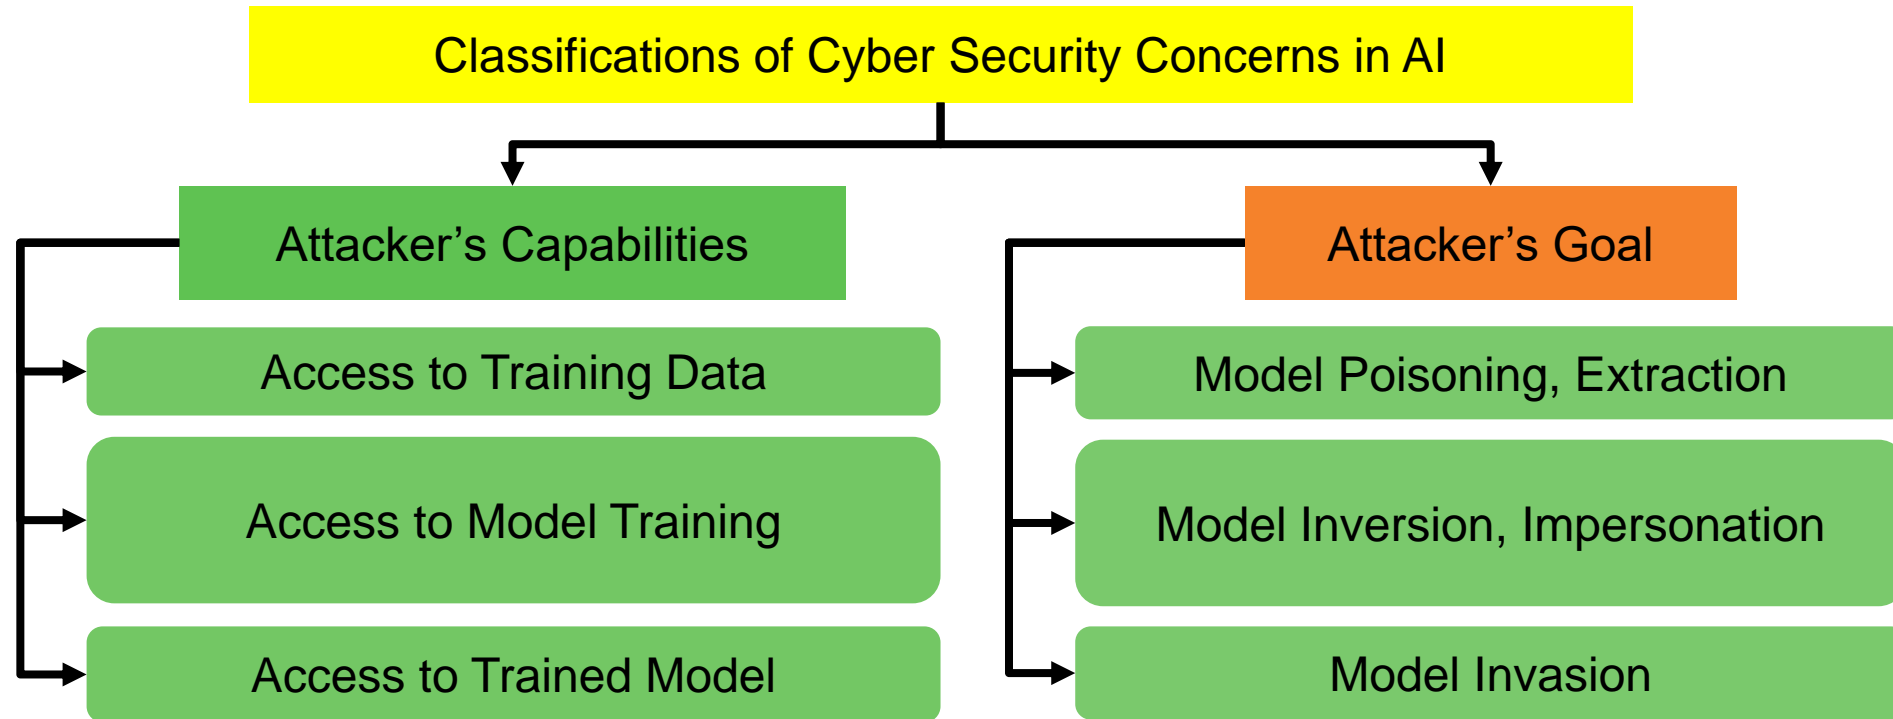 Classifications of Cyber Security Concerns in AI
Attacker’s Capabilities
Access to Training Data
Access to Model Training
Access to Trained Model
Attacker’s Goal
Model Poisoning, Extraction
Model Inversion, Impersonation
Model Invasion